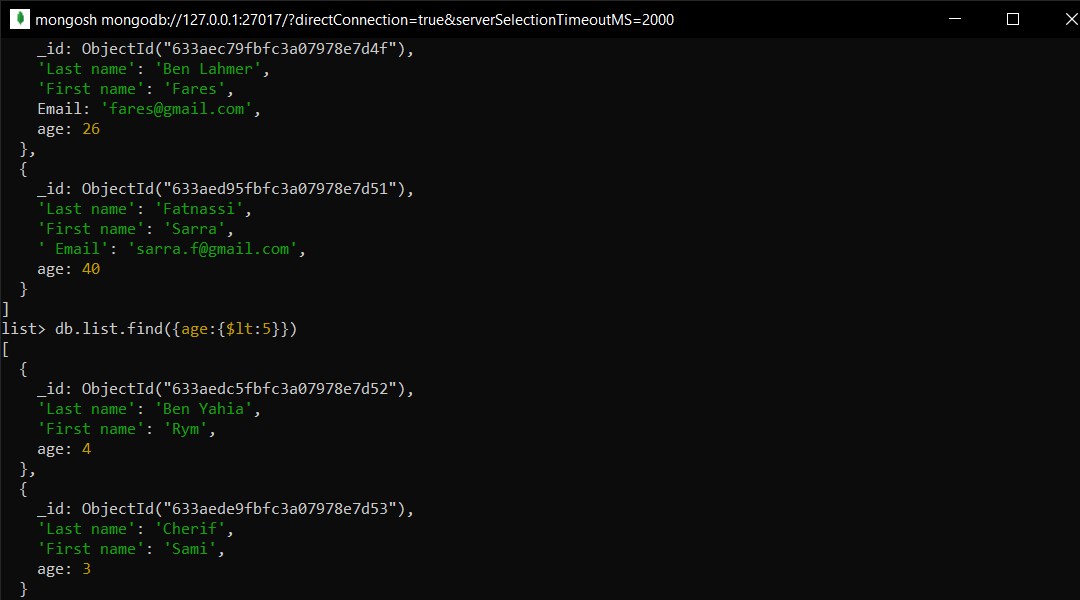 mongosh mongodb://127.0.0.1:27017/?directConnection=true&serverSelectionTimeoutMS=2000
    _id: ObjectId("633aec79fbfc3a07978e7d4f"),
    'Last name': 'Ben Lahmer',
    'First name': 'Fares',
    Email: 'fares@gmail.com',
    age: 26
  },
  {
    _id: ObjectId("633aed95fbfc3a07978e7d51"),
    'Last name': 'Fatnassi',
    'First name': 'Sarra',
    ' Email': 'sarra.f@gmail.com',
    age: 40
  }
]
list> db.list.find({age:{$lt:5}})
[
  {
    _id: ObjectId("633aedc5fbfc3a07978e7d52"),
    'Last name': 'Ben Yahia',
    'First name': 'Rym',
    age: 4
  },
  {
    _id: ObjectId("633aede9fbfc3a07978e7d53"),
    'Last name': 'Cherif',
    'First name': 'Sami',
    age: 3
  }